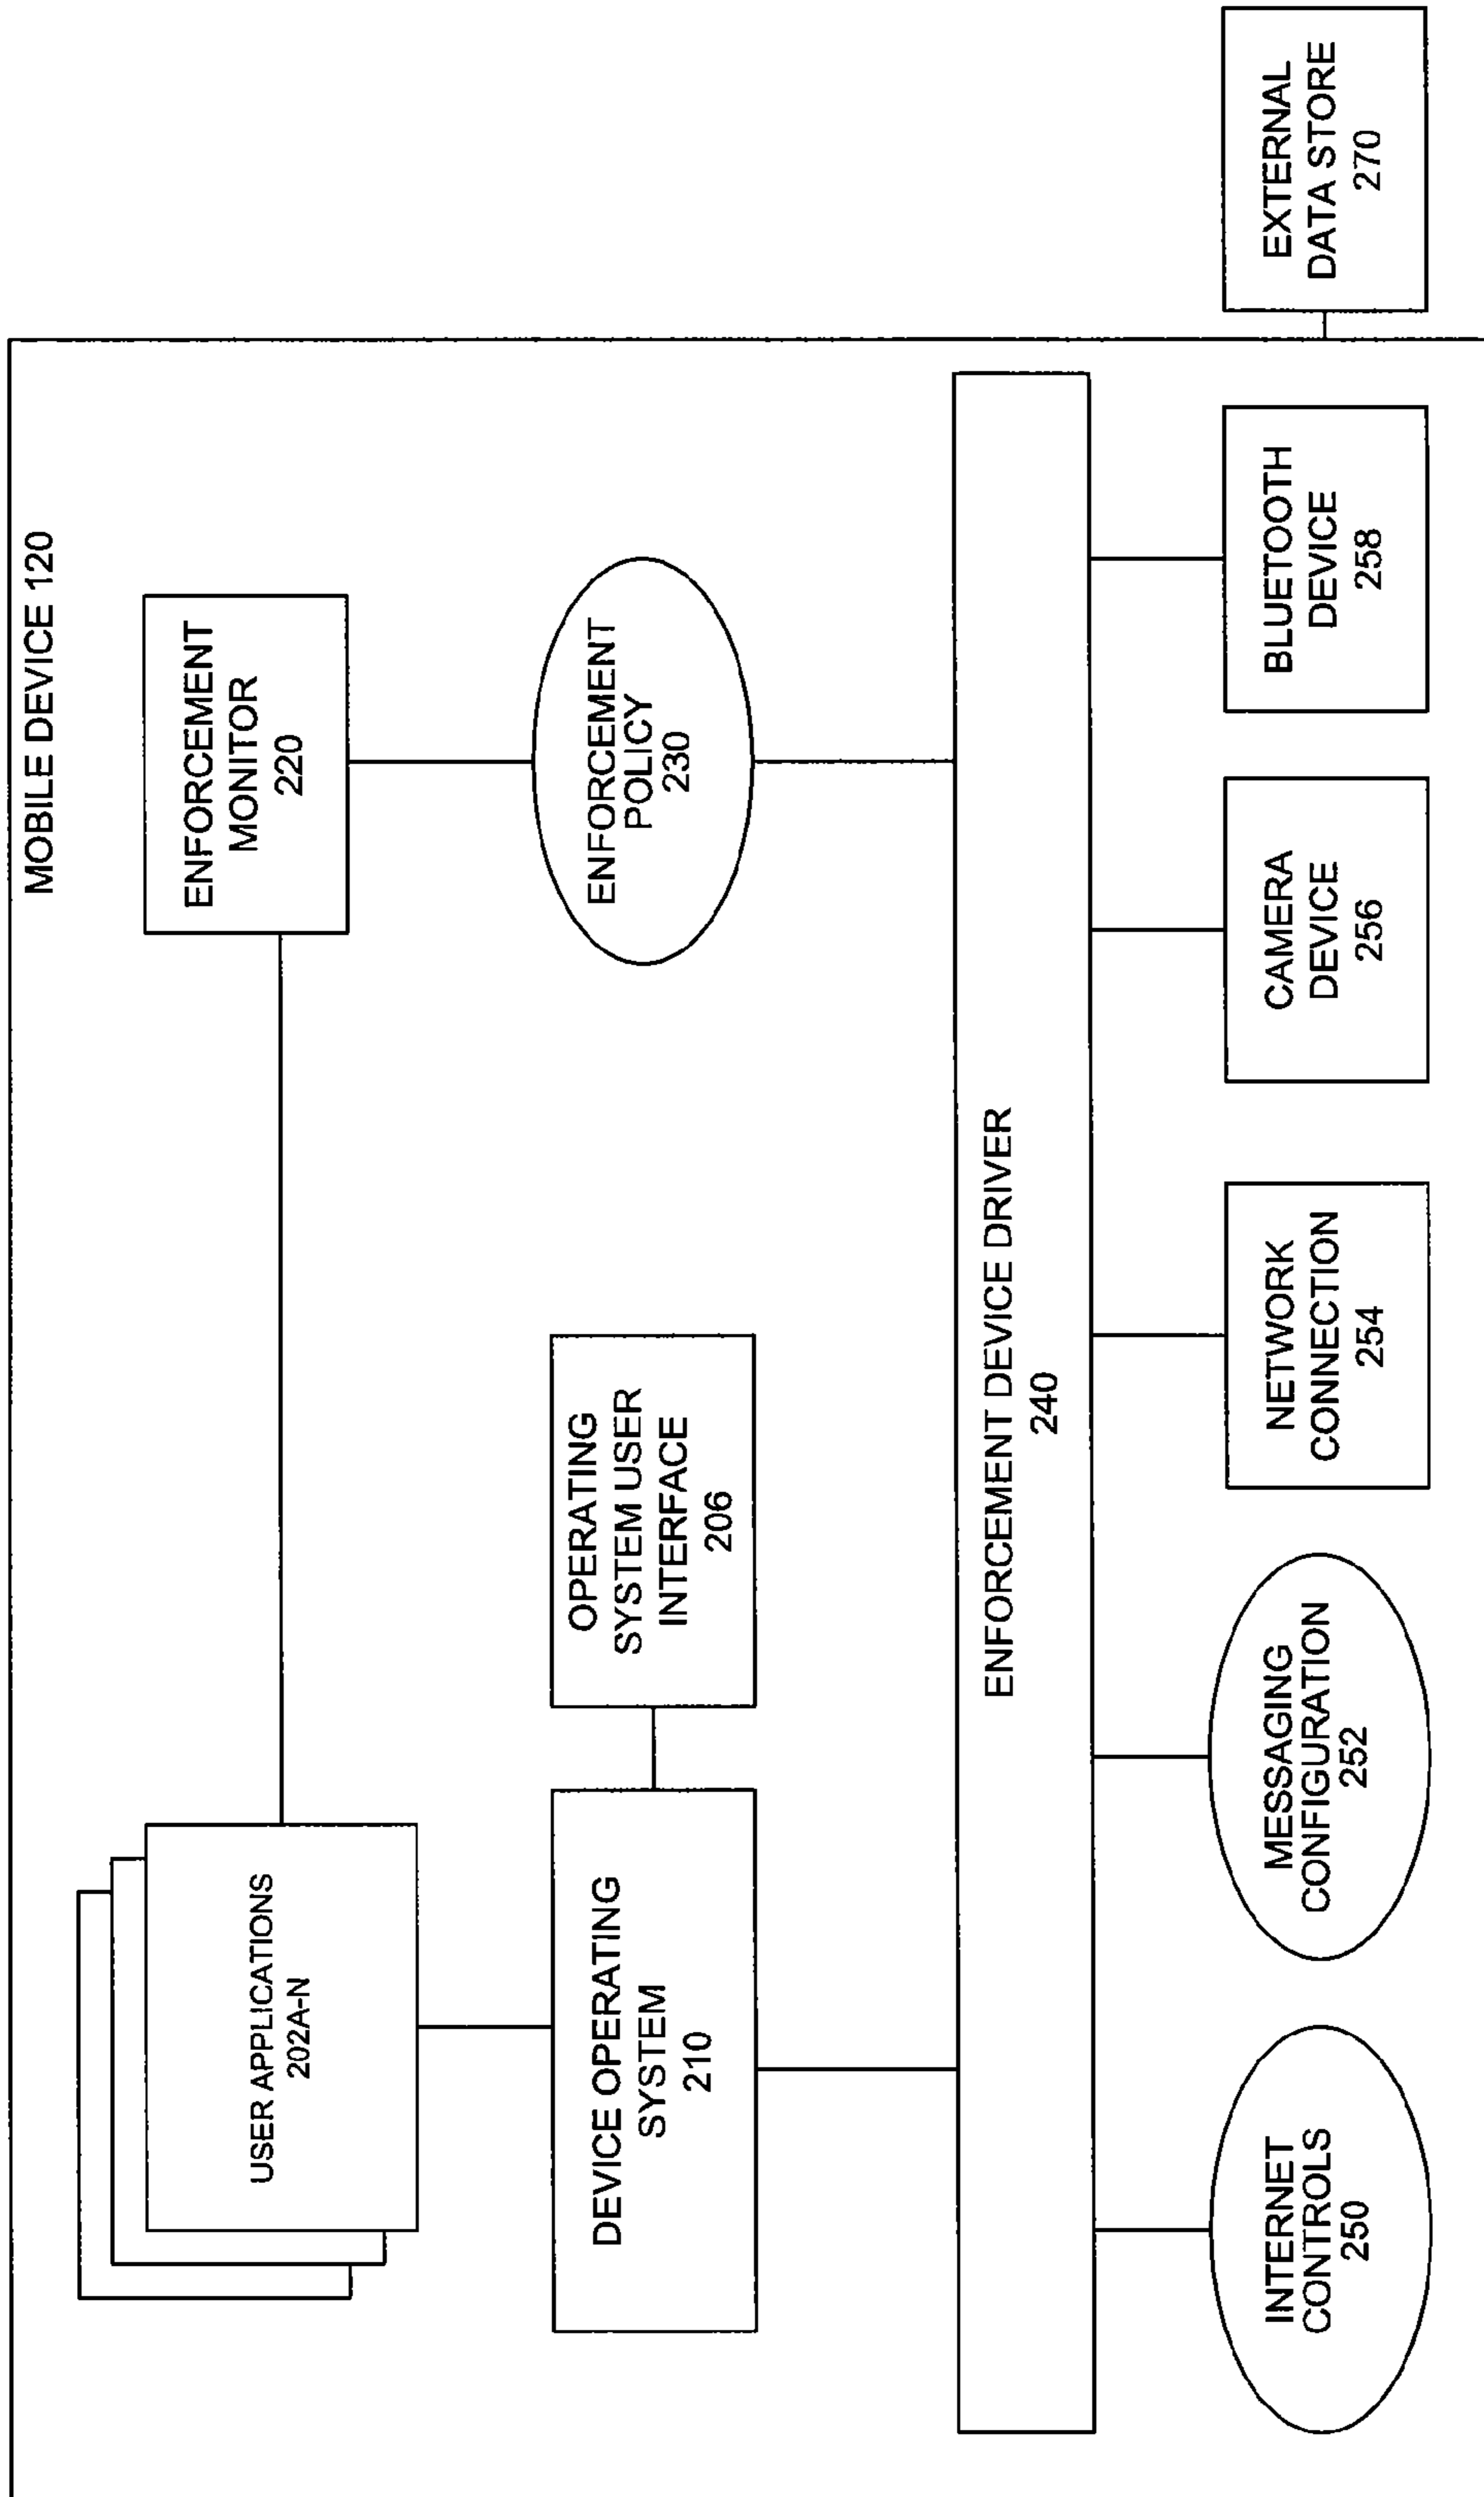 MOBILE DEVICE 120
USER APPLICATIONS
202A-N
ENFORCEMENT
MONITOR
220
DEVICE OPERATING
SYSTEM
210
OPERATING
SYSTEM USER
INTERFACE
206
ENFORCEMENT
POLICY
230
ENFORCEMENT DEVICE DRIVER
240
INTERNET
CONTROLS
250
MESSAGING
CONFIGURATION
252
NETWORK
CONNECTION
254
CAMERA
DEVICE
256
BLUETOOTH
DEVICE
258
EXTERNAL
DATA STORE
270